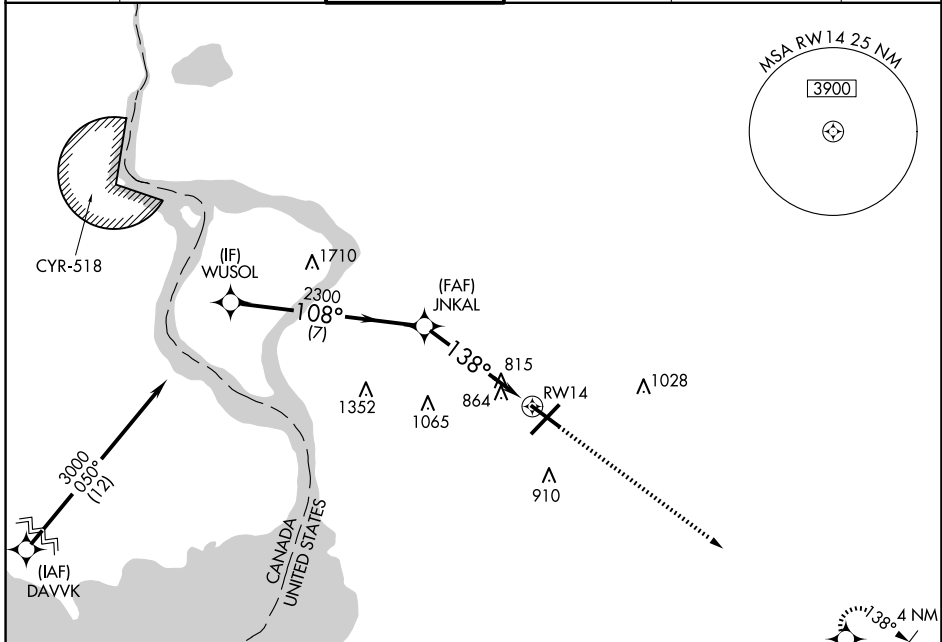 MSA RW14 25 NM
3900
CYR-518
(IF)
WUSOL
1710
2300
108°
(7)
(FAF)
JNKAL
138°
815
864
RW14
1028
1352
1065
910
3000
050°
(12)
(IAF)
DAVVK
CANADA
UNITED STATES
138°
4 NM